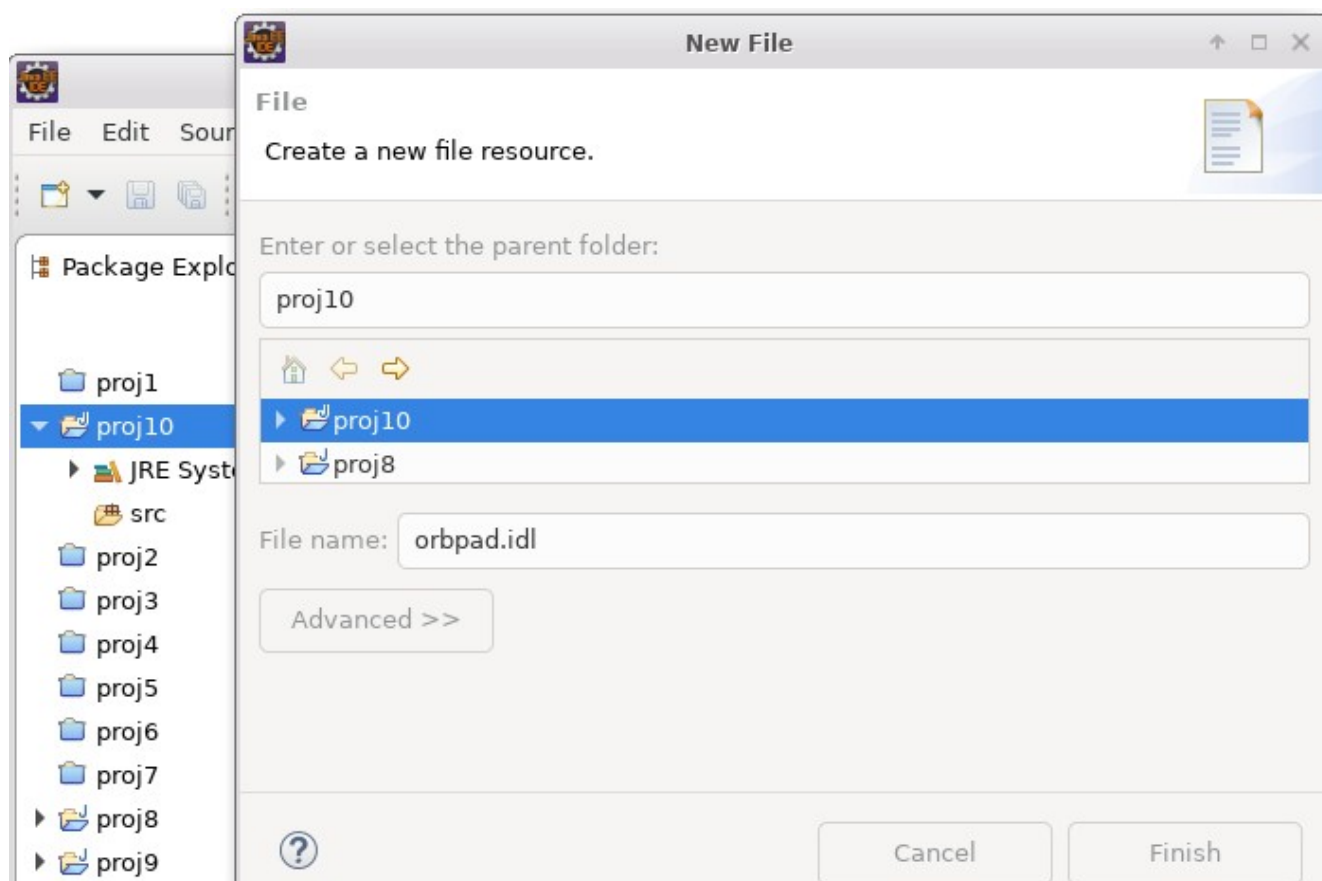 New File
File
Create a new file resource.
File Edit Sour
Enter or select the parent folder:
Package Explo
proj10
proj1
proj10
JRE Syste
src
proj2
proj3
proj4
proj5
proj6
proj7
proj8
proj9
proj10
proj8
File name: orbpad.idl
Advanced >>
Cancel Finish